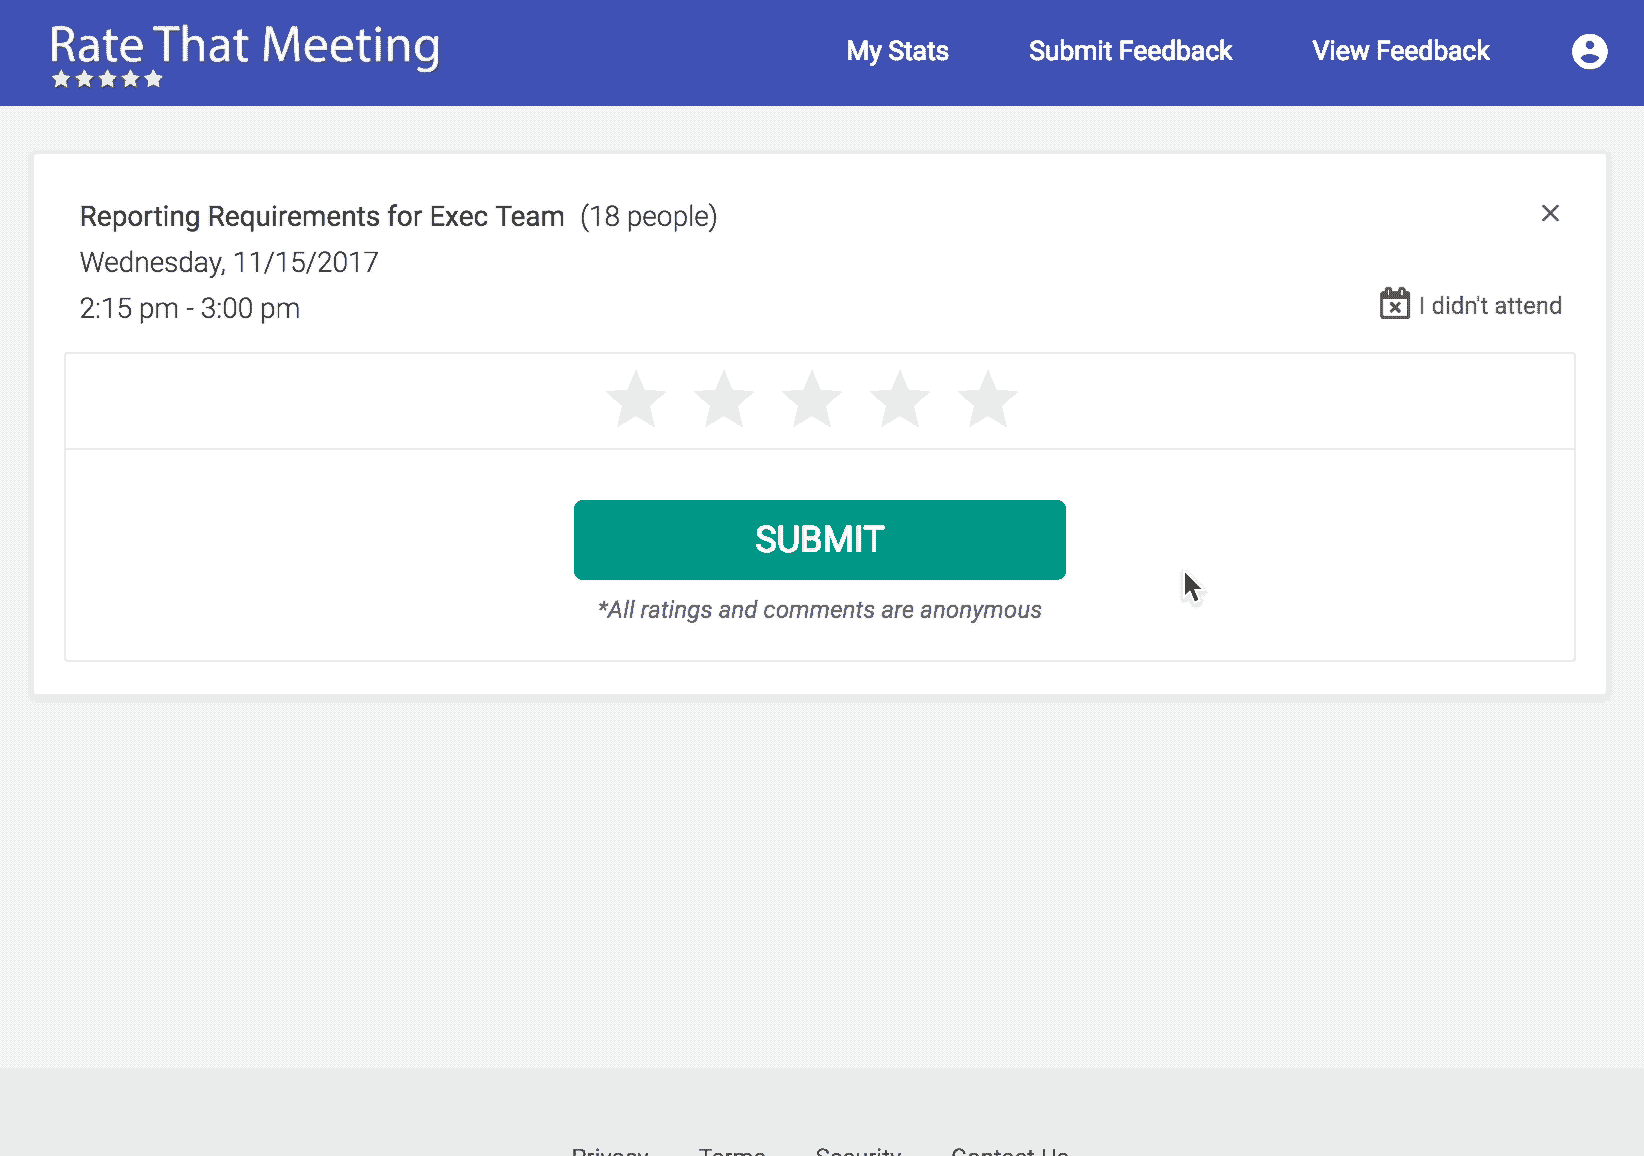 Rate That Meeting
My Stats
Submit Feedback
View Feedback
Reporting Requirements for Exec Team (18 people)
Wednesday, 11/15/2017
2:15 pm - 3:00 pm
I didn't attend
SUBMIT
*All ratings and comments are anonymous
Privacy Terms Security Contact Us